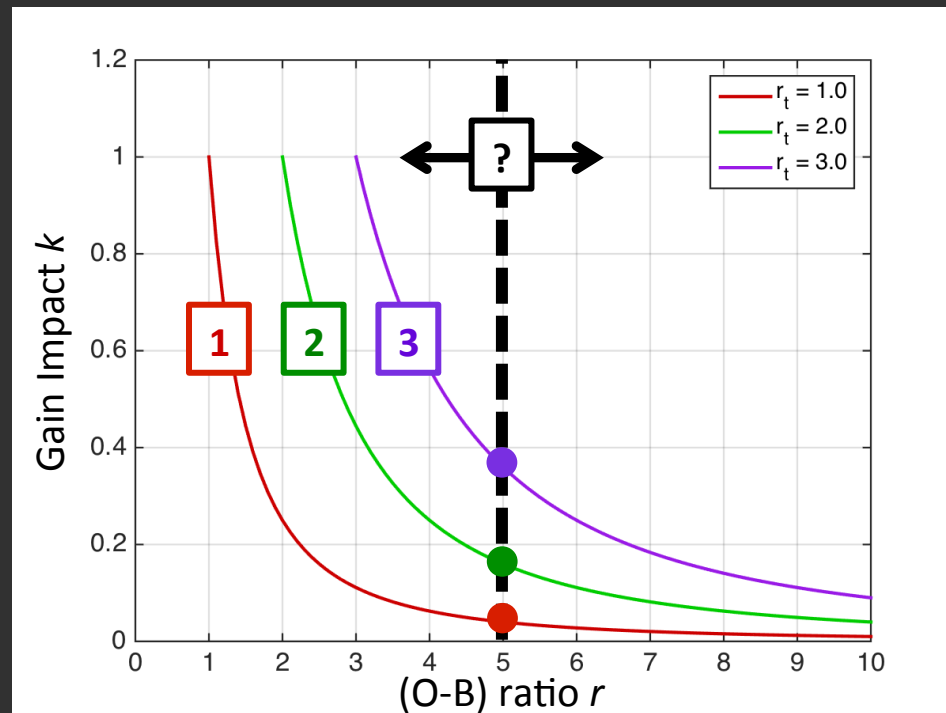 1.2
1
0.8
0.6
0.4
0.2
0
Gain Impact k
r_t = 1.0
r_t = 2.0
r_t = 3.0
?
1
2
3
0 1 2 3 4 5 6 7 8 9 10
(O-B) ratio r